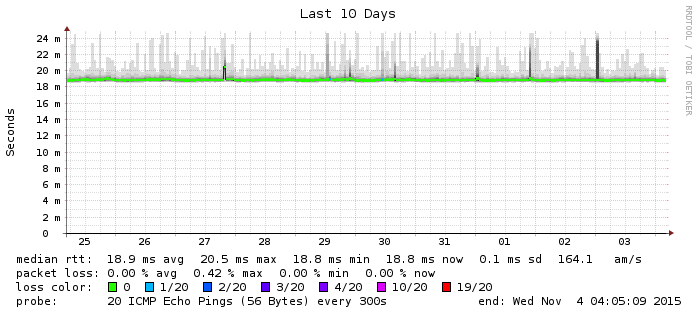 Last 10 Days
RRDTOOL / TOBI OETIKER
Seconds
24 m
22 m
20 m
18 m
16 m
14 m
12 m
10 m
8 m
6 m
4 m
2 m
0
25 26 27 28 29 30 31 01 02 03
median rtt: 18.9 ms avg 20.5 ms max 18.8 ms min 18.8 ms now 0.1 ms sd 164.1 am/s
packet loss: 0.00 % avg 0.42 % max 0.00 % min 0.00 % now
loss color: 0 1/20 2/20 3/20 4/20 10/20 19/20
probe: 20 ICMP Echo Pings (56 Bytes) every 300s end: Wed Nov 4 04:05:09 2015